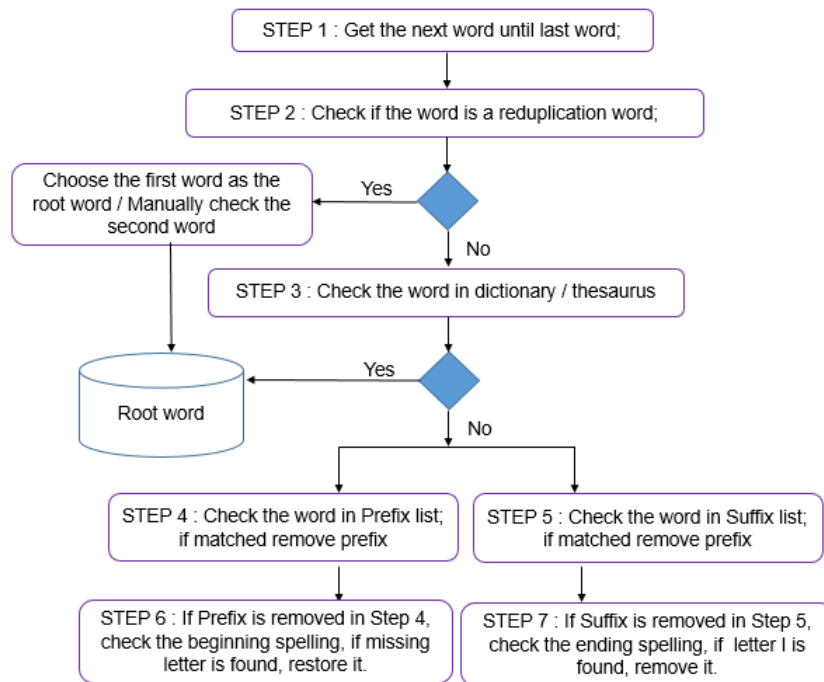 STEP 1 : Get the next word until last word;
STEP 2 : Check if the word is a reduplication word;
Choose the first word as the
root word / Manually check the
second word
Yes
No
STEP 3 : Check the word in dictionary / thesaurus
Yes
Root word
No
STEP 4 : Check the word in Prefix list;
if matched remove prefix
STEP 5 : Check the word in Suffix list;
if matched remove prefix
STEP 6 : If Prefix is removed in Step 4,
check the beginning spelling, if missing
letter is found, restore it.
STEP 7 : If Suffix is removed in Step 5,
check the ending spelling, if letter I is
found, remove it.